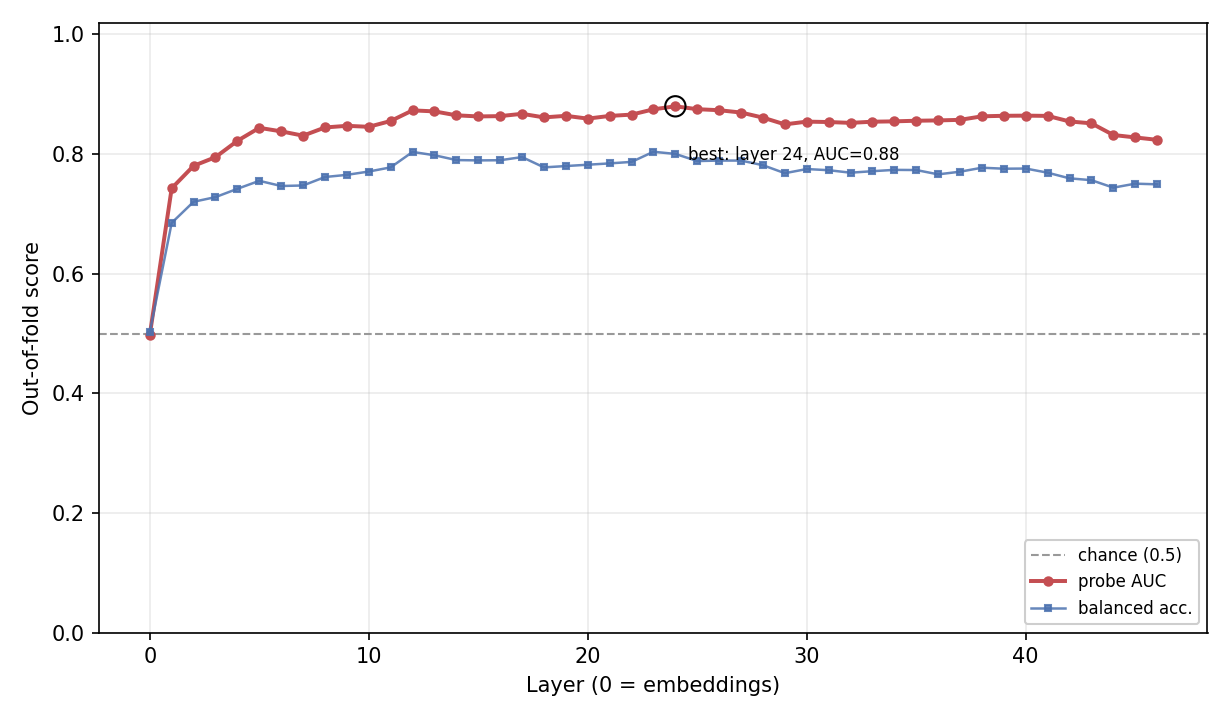 1.0
0.8
0.6
0.4
0.2
0.0
Out-of-fold score
best: layer 24, AUC=0.88
chance (0.5)
probe AUC
balanced acc.
0 10 20 30 40
Layer (0 = embeddings)